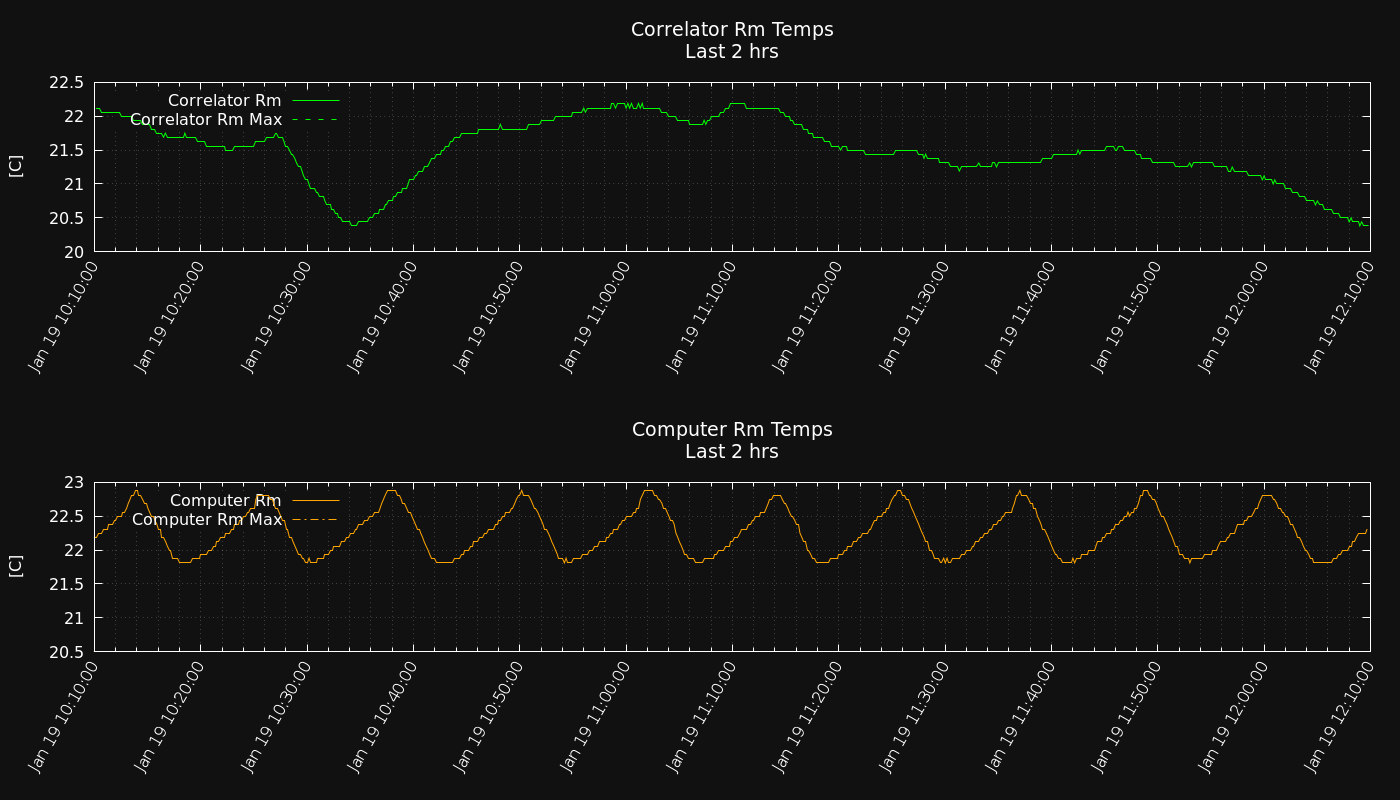 Correlator Rm Temps
Last 2 hrs
22.5
22
21.5
21
20.5
20
[C]
Correlator Rm
Correlator Rm Max
Jan 19 10:10:00
Jan 19 10:20:00
Jan 19 10:30:00
Jan 19 10:40:00
Jan 19 10:50:00
Jan 19 11:00:00
Jan 19 11:10:00
Jan 19 11:20:00
Jan 19 11:30:00
Jan 19 11:40:00
Jan 19 11:50:00
Jan 19 12:00:00
Jan 19 12:10:00
Computer Rm Temps
Last 2 hrs
23
22.5
22
21.5
21
20.5
[C]
Computer Rm
Computer Rm Max
Jan 19 10:10:00
Jan 19 10:20:00
Jan 19 10:30:00
Jan 19 10:40:00
Jan 19 10:50:00
Jan 19 11:00:00
Jan 19 11:10:00
Jan 19 11:20:00
Jan 19 11:30:00
Jan 19 11:40:00
Jan 19 11:50:00
Jan 19 12:00:00
Jan 19 12:10:00